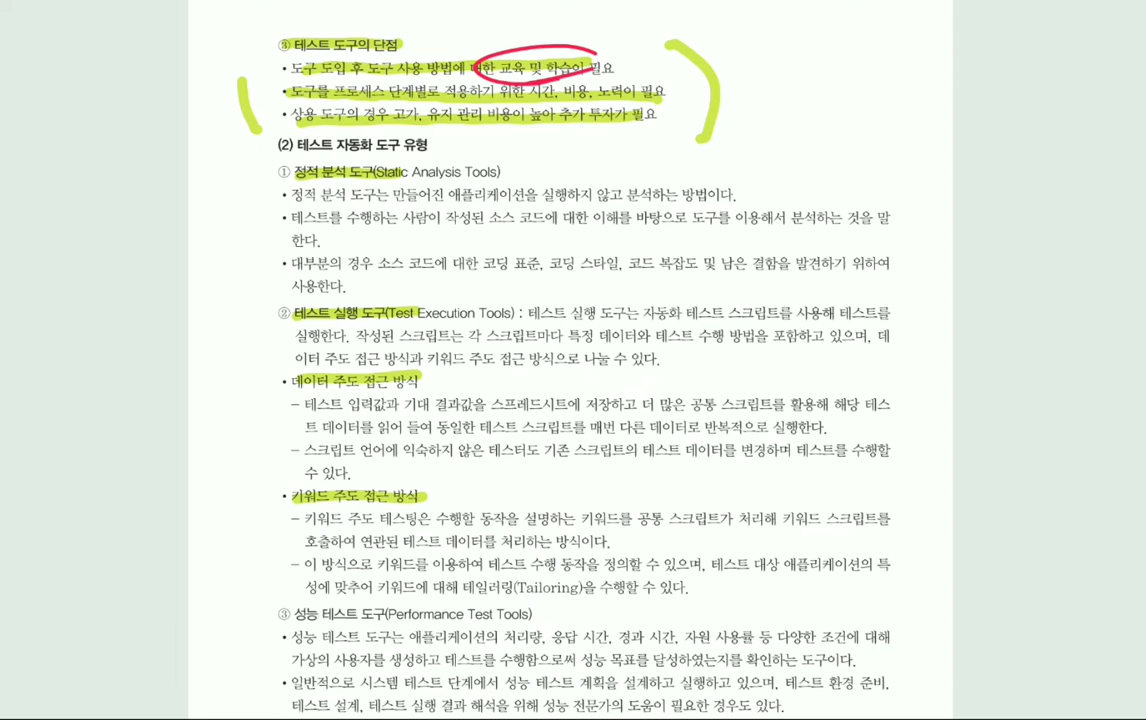 ③ 테스트 도구의 단점
• 도구 도입 후 도구 사용 방법에 대한 교육 및 학습이 필요
• 도구를 프로세스 단계별로 적용하기 위한 시간, 비용, 노력이 필요
• 상용 도구의 경우 고가, 유지 관리 비용이 높아 추가 투자가 필요
(2) 테스트 자동화 도구 유형
① 정적 분석 도구(Static Analysis Tools)
• 정적 분석 도구는 만들어진 애플리케이션을 실행하지 않고 분석하는 방법이다.
• 테스트를 수행하는 사람이 작성된 소스 코드에 대한 이해를 바탕으로 도구를 이용해서 분석하는 것을 말
한다.
• 대부분의 경우 소스 코드에 대한 코딩 표준, 코딩 스타일, 코드 복잡도 및 남은 결함을 발견하기 위하여
사용한다.
② 테스트 실행 도구(Test Execution Tools) : 테스트 실행 도구는 자동화 테스트 스크립트를 사용해 테스트를
실행한다. 작성된 스크립트는 각 스크립트마다 특정 데이터와 테스트 수행 방법을 포함하고 있으며, 데
이터 주도 접근 방식과 키워드 주도 접근 방식으로 나눌 수 있다.
• 데이터 주도 접근 방식
– 테스트 입력값과 기대 결과값을 스프레드시트에 저장하고 더 많은 공통 스크립트를 활용해 해당 테스
트 데이터를 읽어 들여 동일한 테스트 스크립트를 매번 다른 데이터로 반복적으로 실행한다.
– 스크립트 언어에 익숙하지 않은 테스터도 기존 스크립트의 테스트 데이터를 변경하며 테스트를 수행할
수 있다.
• 키워드 주도 접근 방식
– 키워드 주도 테스팅은 수행할 동작을 설명하는 키워드를 공통 스크립트가 처리해 키워드 스크립트를
호출하여 연관된 테스트 데이터를 처리하는 방식이다.
– 이 방식으로 키워드를 이용하여 테스트 수행 동작을 정의할 수 있으며, 테스트 대상 애플리케이션의 특
성에 맞추어 키워드에 대해 테일러링(Tailoring)을 수행할 수 있다.
③ 성능 테스트 도구(Performance Test Tools)
• 성능 테스트 도구는 애플리케이션의 처리량, 응답 시간, 경과 시간, 자원 사용률 등 다양한 조건에 대해
가상의 사용자를 생성하고 테스트를 수행함으로써 성능 목표를 달성하였는지를 확인하는 도구이다.
• 일반적으로 시스템 테스트 단계에서 성능 테스트 계획을 설계하고 실행하고 있으며, 테스트 환경 준비,
테스트 설계, 테스트 실행 결과 해석을 위해 성능 전문가의 도움이 필요한 경우도 있다.